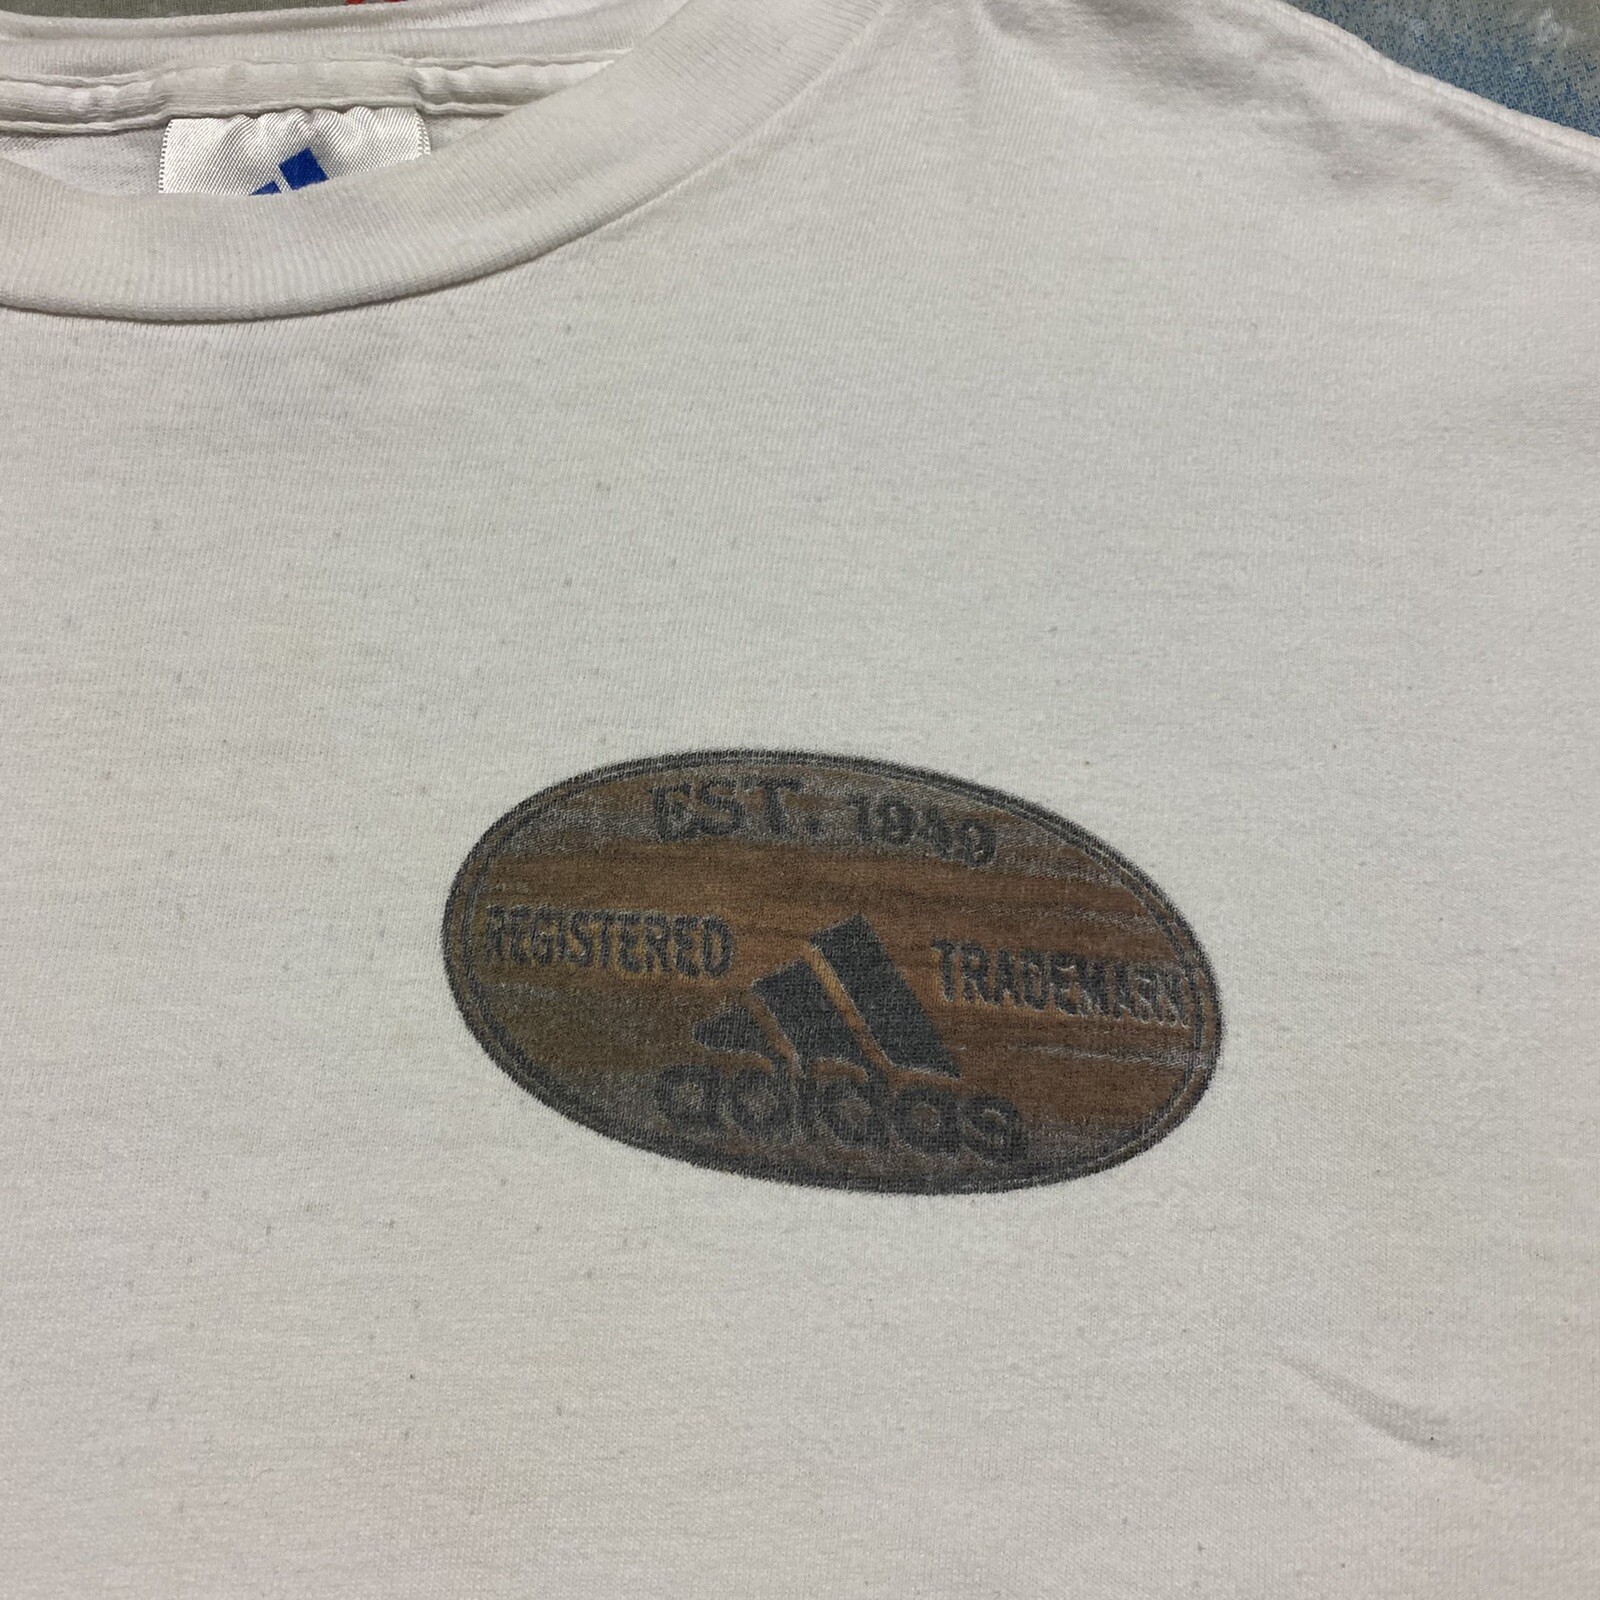 EST. 1949
REGISTERED TRADEMARK
adidas